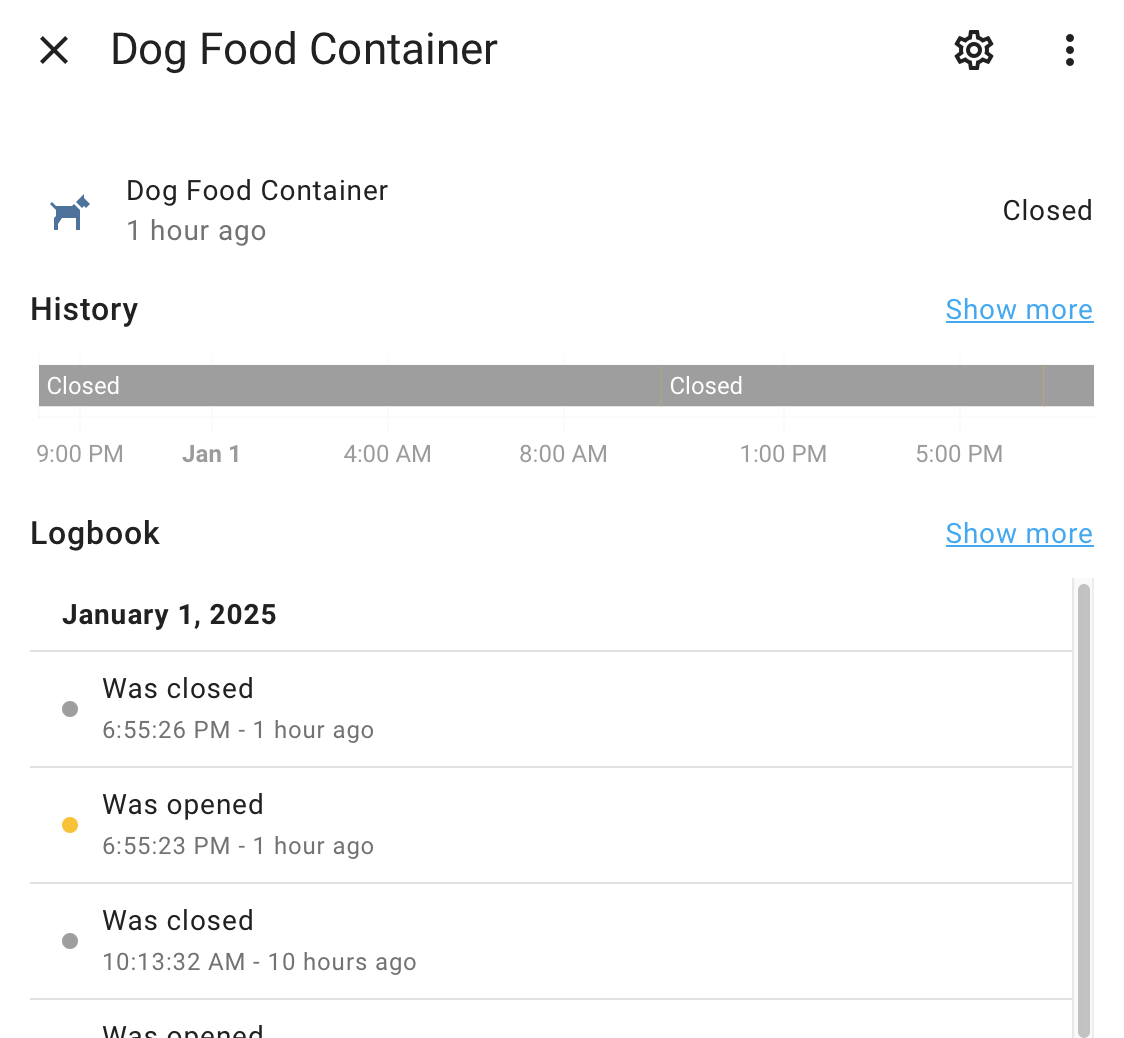 Dog Food Container
Dog Food Container
1 hour ago
Closed
History
Show more
Closed
Closed
9:00 PM
Jan 1
4:00 AM
8:00 AM
1:00 PM
5:00 PM
Logbook
Show more
January 1, 2025
Was closed
6:55:26 PM - 1 hour ago
Was opened
6:55:23 PM - 1 hour ago
Was closed
10:13:32 AM - 10 hours ago
Was opened